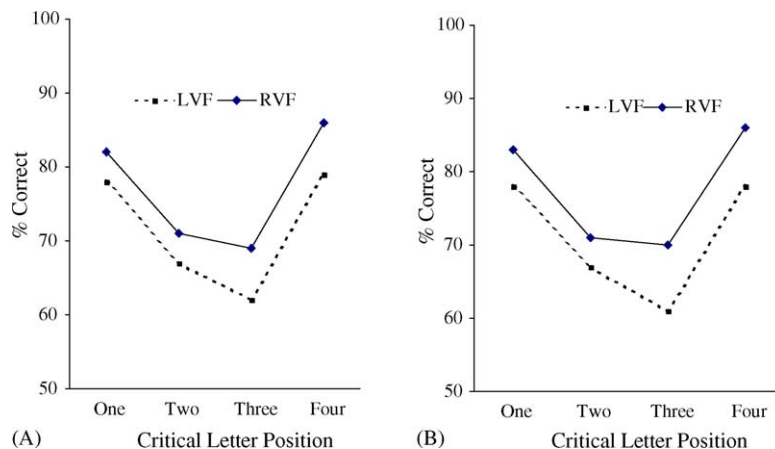 100
90
80
70
60
50
% Correct
LVF RVF
One Two Three Four
(A) Critical Letter Position
100
90
80
70
60
50
% Correct
LVF RVF
One Two Three Four
(B) Critical Letter Position